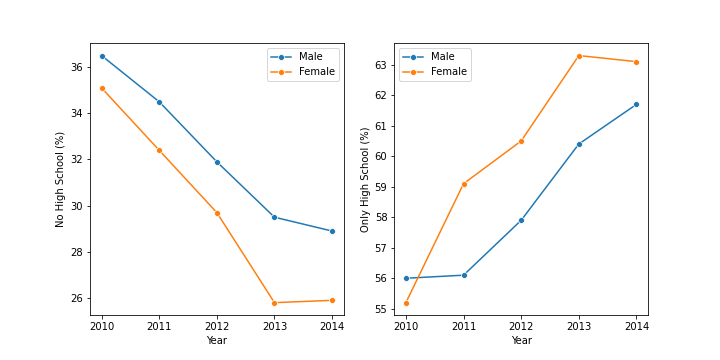 Male
Female
36
34
32
30
28
26
No High School (%)
2010 2011 2012 2013 2014
Year
Male
Female
63
62
61
60
59
58
57
56
55
Only High School (%)
2010 2011 2012 2013 2014
Year